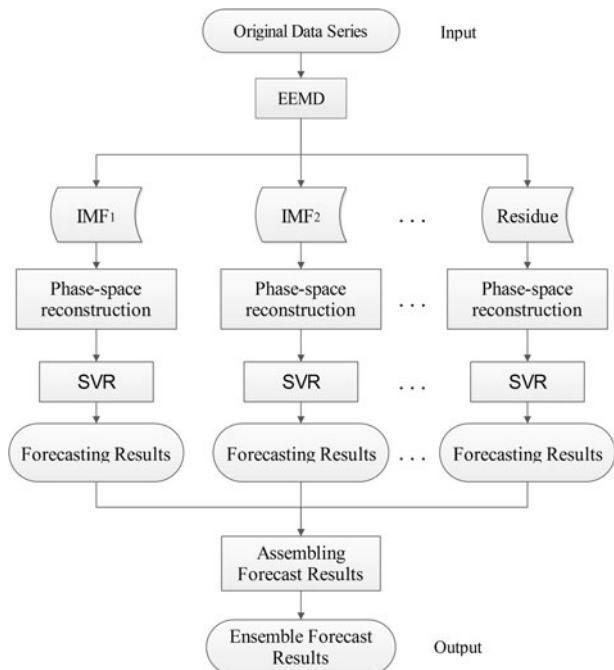 Original Data Series Input
EEMD
IMF1 IMF2 . . . Residue
Phase-space Phase-space Phase-space
reconstruction reconstruction . . . reconstruction
SVR SVR . . . SVR
Forecasting Results Forecasting Results . . . Forecasting Results
Assembling
Forecast Results
Ensemble Forecast
Results Output